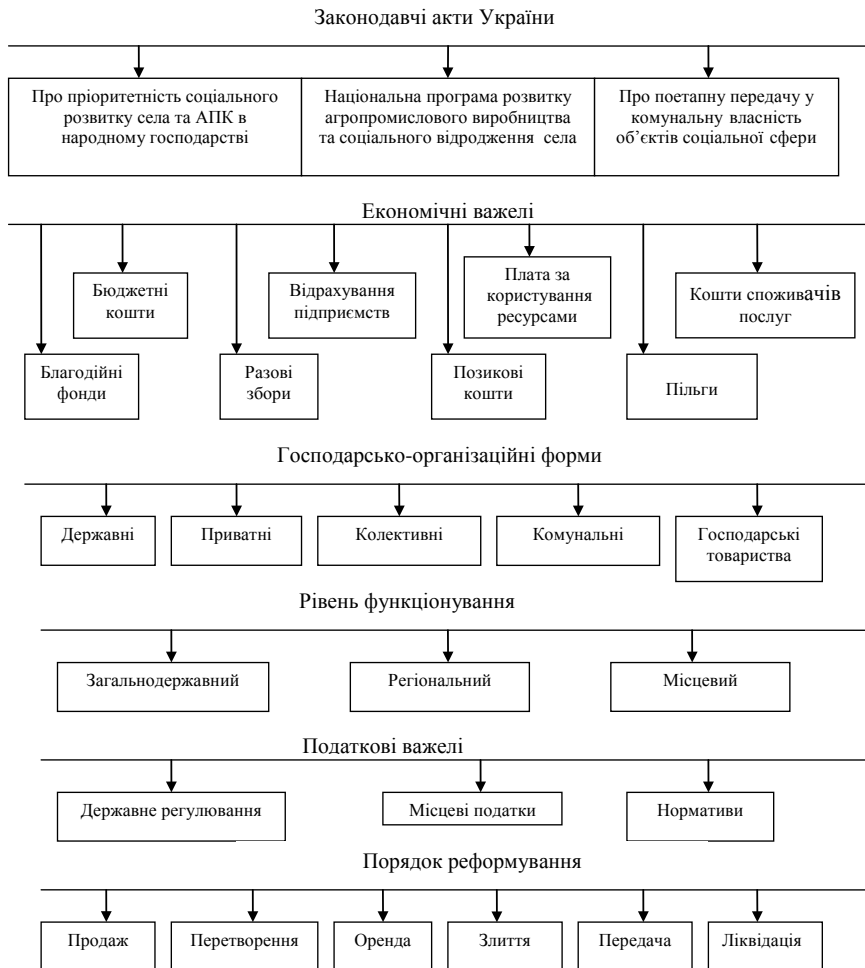 Законодавчі акти України
Про пріоритетність соціального
розвитку села та АПК в
народному господарстві
Національна програма розвитку
агропромислового виробництва
та соціального відродження села
Про поетапну передачу у
комунальну власність
об’єктів соціальної сфери
Економічні важелі
Бюджетні
кошти
Відрахування
підприємств
Плата за
користування
ресурсами
Кошти споживачів
послуг
Благодійні
фонди
Разові
збори
Позикові
кошти
Пільги
Господарсько-організаційні форми
Державні
Приватні
Колективні
Комунальні
Господарські
товариства
Рівень функціонування
Загальнодержавний
Регіональний
Місцевий
Податкові важелі
Державне регулювання
Місцеві податки
Нормативи
Порядок реформування
Продаж
Перетворення
Оренда
Злиття
Передача
Ліквідація